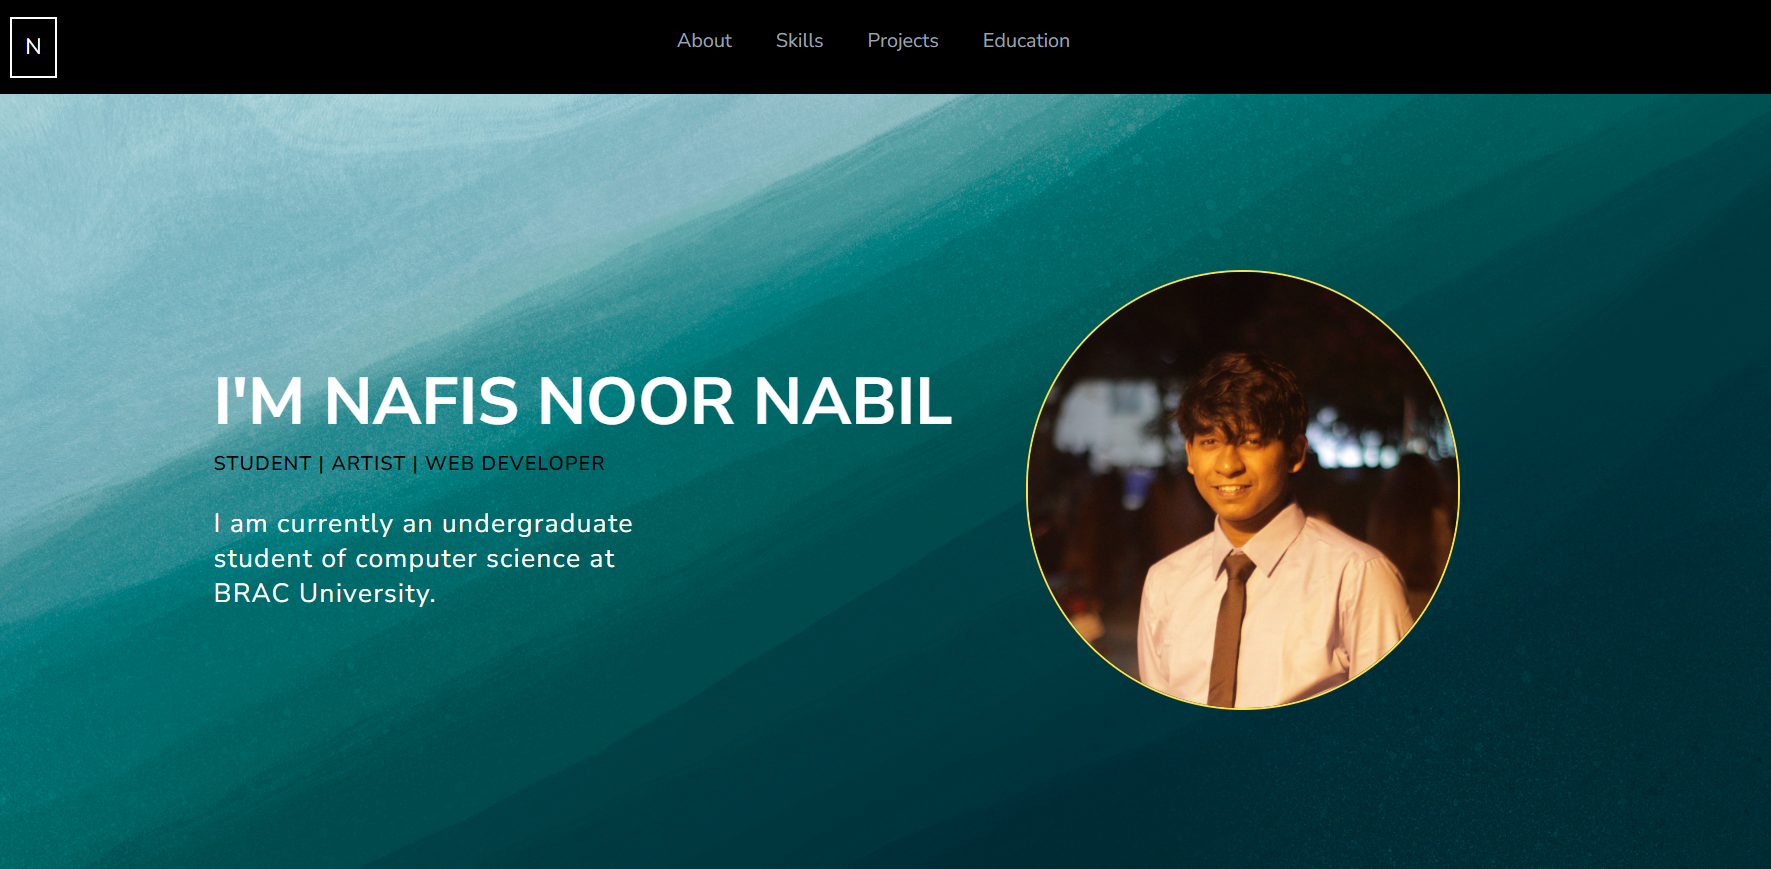 N
About Skills Projects Education
I'M NAFIS NOOR NABIL
STUDENT | ARTIST | WEB DEVELOPER
I am currently an undergraduate
student of computer science at
BRAC University.